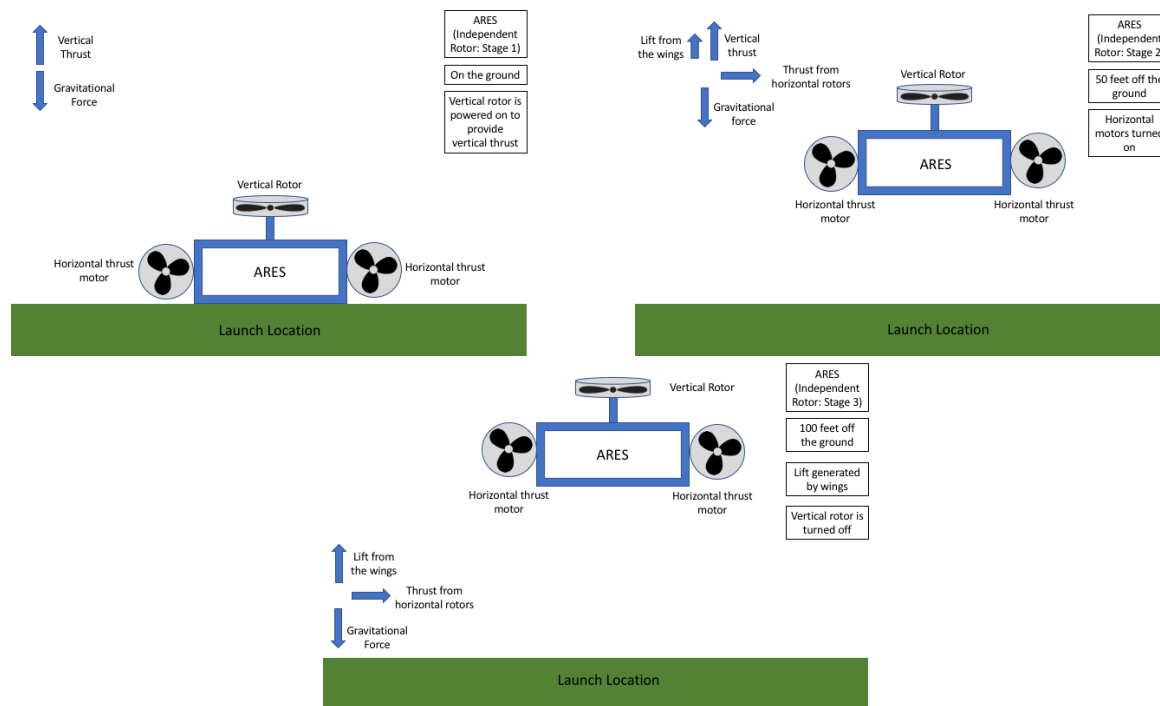 Vertical
Thrust
Gravitational
Force
ARES
(Independent
Rotor: Stage 1)
On the ground
Vertical rotor is
powered on to
provide
vertical thrust
Vertical Rotor
Horizontal thrust
motor
ARES
Horizontal thrust
motor
Launch Location
Lift from
the wings
Vertical
thrust
Thrust from
horizontal rotors
Gravitational
force
ARES
(Independent
Rotor: Stage 2
50 feet off the
ground
Horizontal
motors turned
on
Vertical Rotor
ARES
Horizontal thrust
motor
Horizontal thrust
motor
Launch Location
Vertical Rotor
ARES
(Independent
Rotor: Stage 3)
100 feet off
the ground
Lift generated
by wings
Vertical rotor is
turned off
ARES
Horizontal thrust
motor
Horizontal thrust
motor
Lift from
the wings
Thrust from
horizontal rotors
Gravitational
Force
Launch Location